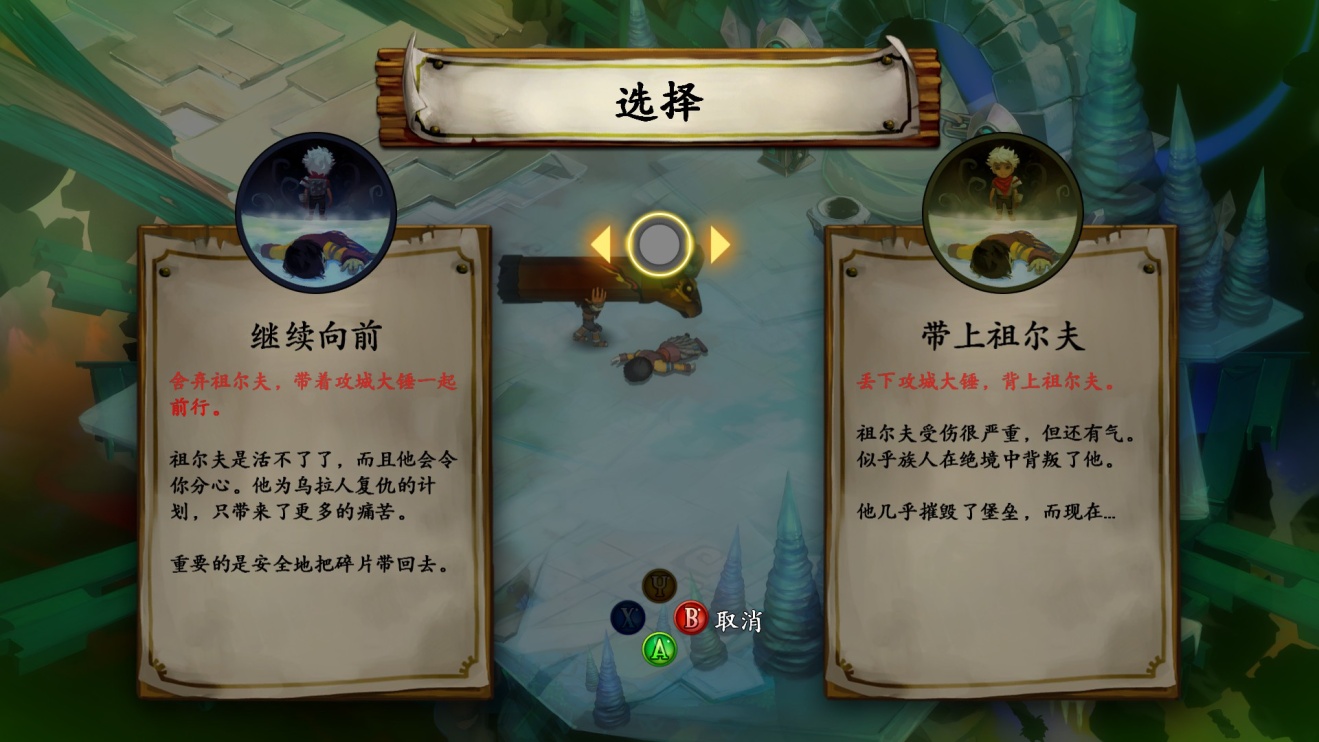 选择
继续向前
舍弃祖尔夫，带着攻城大锤一起
前行。
祖尔夫是活不了了，而且他会令
你分心。他为乌拉人复仇的计
划，只带来了更多的痛苦。
重要的是安全地把碎片带回去。
带上祖尔夫
丢下攻城大锤，背上祖尔夫。
祖尔夫受伤很严重，但还有气。
似乎族人在绝境中背叛了他。
他几乎摧毁了堡垒，而现在...
X
B 取消
A